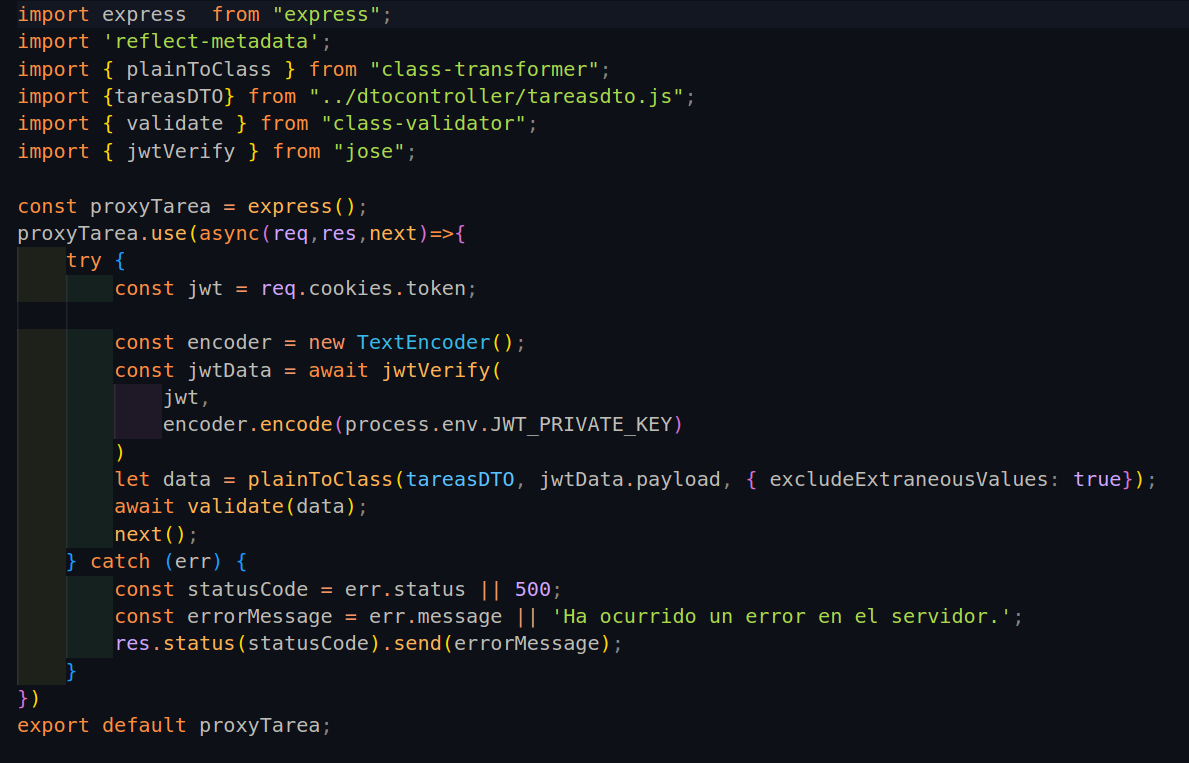 import express  from "express";
import 'reflect-metadata';
import { plainToClass } from "class-transformer";
import {tareasDTO} from "../dtocontroller/tareasdto.js";
import { validate } from "class-validator";
import { jwtVerify } from "jose";

const proxyTarea = express();
proxyTarea.use(async(req,res,next)=>{
    try {
        const jwt = req.cookies.token;

        const encoder = new TextEncoder();
        const jwtData = await jwtVerify(
            jwt,
            encoder.encode(process.env.JWT_PRIVATE_KEY)
        )
        let data = plainToClass(tareasDTO, jwtData.payload, { excludeExtraneousValues: true});
        await validate(data);
        next();
    } catch (err) {
        const statusCode = err.status || 500;
        const errorMessage = err.message || 'Ha ocurrido un error en el servidor.';
        res.status(statusCode).send(errorMessage);
    }
})
export default proxyTarea;